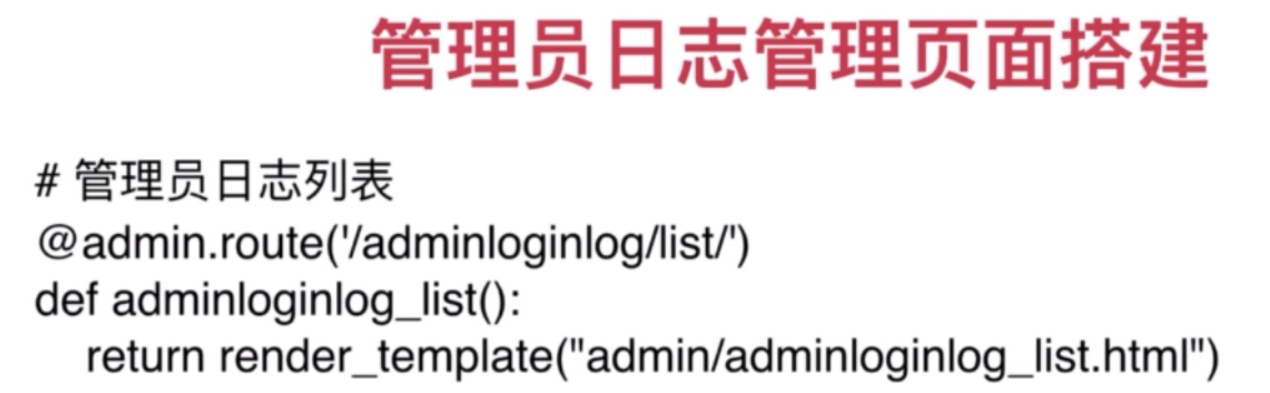 管理员日志管理页面搭建
# 管理员日志列表
@admin.route('/adminloginlog/list/')
def adminloginlog_list():
    return render_template("admin/adminloginlog_list.html")